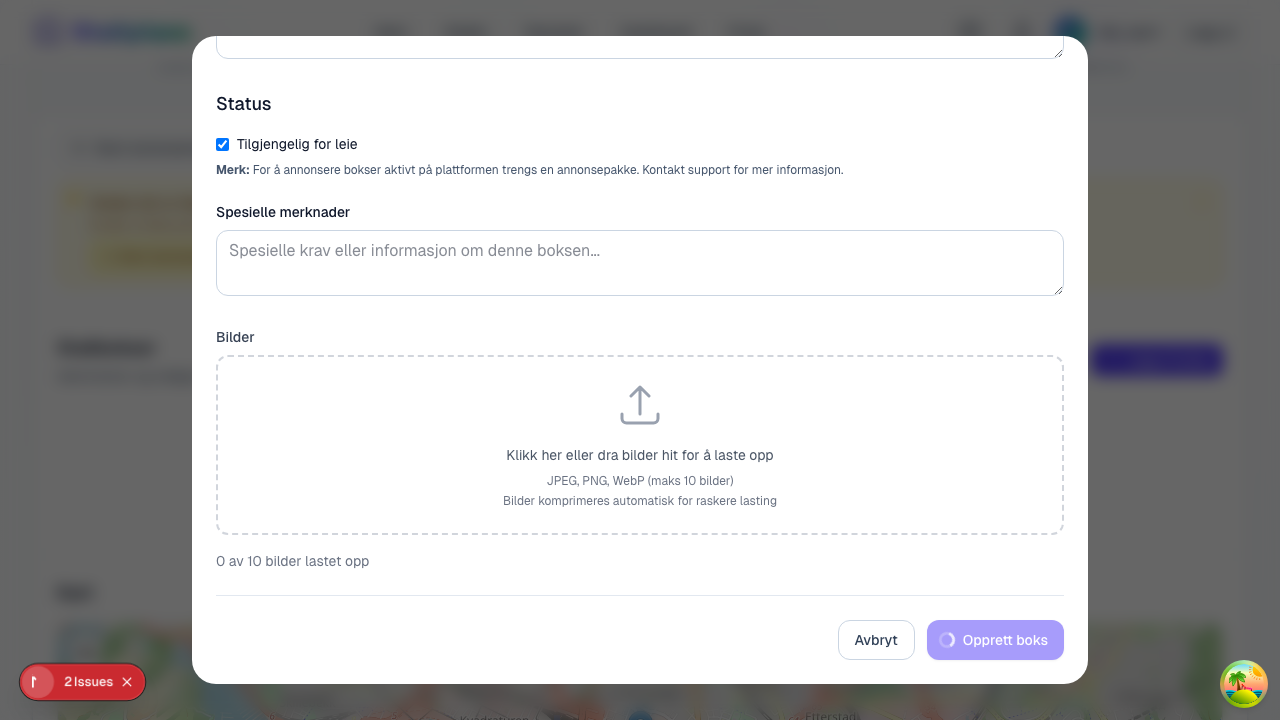 Status
Tilgjengelig for leie
Merk: For å annonsere bokser aktivt på plattformen trengs en annonsepakke. Kontakt support for mer informasjon.
Spesielle merknader
Spesielle krav eller informasjon om denne boksen...
Bilder
Klikk her eller dra bilder hit for å laste opp
JPEG, PNG, WebP (maks 10 bilder)
Bilder komprimeres automatisk for raskere lasting
0 av 10 bilder lastet opp
Avbryt
Opprett boks
2 Issues